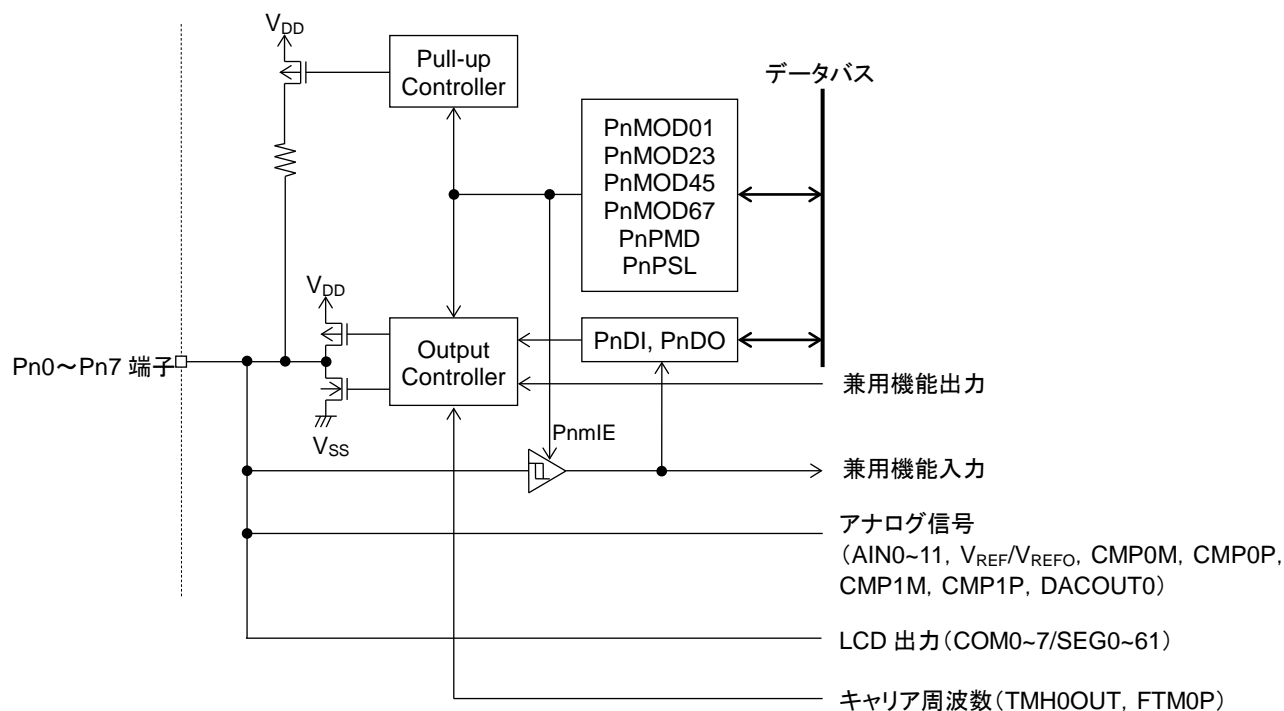 VDD
Pull-up
Controller
データバス
PnMOD01
PnMOD23
PnMOD45
PnMOD67
PnPMD
PnPSL
VDD
Pn0～Pn7 端子
Output
Controller
PnDI, PnDO
兼用機能出力
VSS
PnmIE
兼用機能入力
アナログ信号
（AIN0~11, VREF/VREFO, CMP0M, CMP0P,
CMP1M, CMP1P, DACOUT0）
LCD 出力（COM0~7/SEG0~61）
キャリア周波数（TMH0OUT, FTM0P）